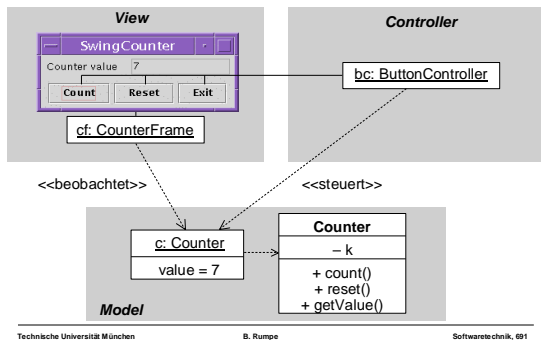 View
Controller
SwingCounter
Counter value 7
Count Reset Exit
bc: ButtonController
cf: CounterFrame
<<beobachtet>>
<<steuert>>
c: Counter
value = 7
Counter
– k
+ count()
+ reset()
+ getValue()
Model
Technische Universität München B. Rumpe Softwaretechnik, 691